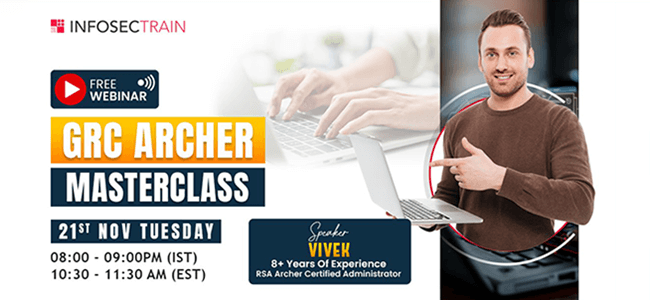 INFOSECTRAIN
FREE
WEBINAR
GRC ARCHER
MASTERCLASS
21ST NOV TUESDAY
08:00 - 09:00PM (IST)
10:30 - 11:30 AM (EST)
Speaker
VIVEK
8+ Years Of Experience
RSA Archer Certified Administrator